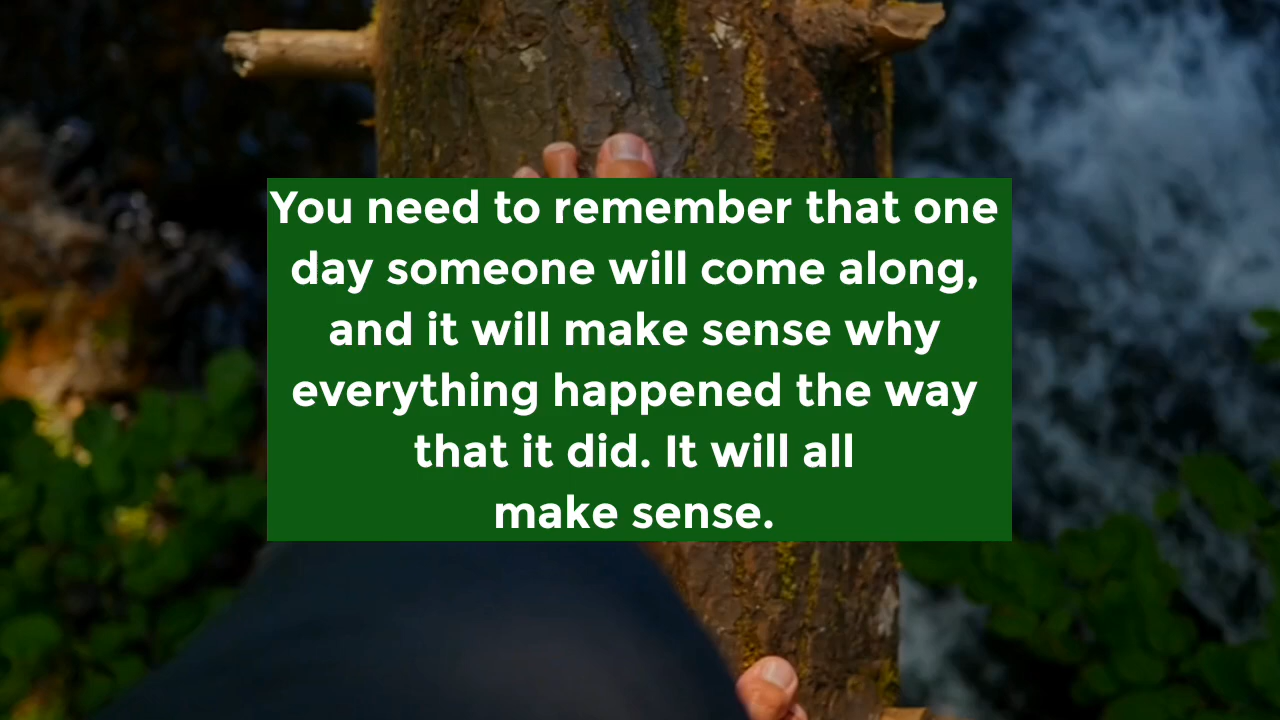 You need to remember that one
day someone will come along,
and it will make sense why
everything happened the way
that it did. It will all
make sense.